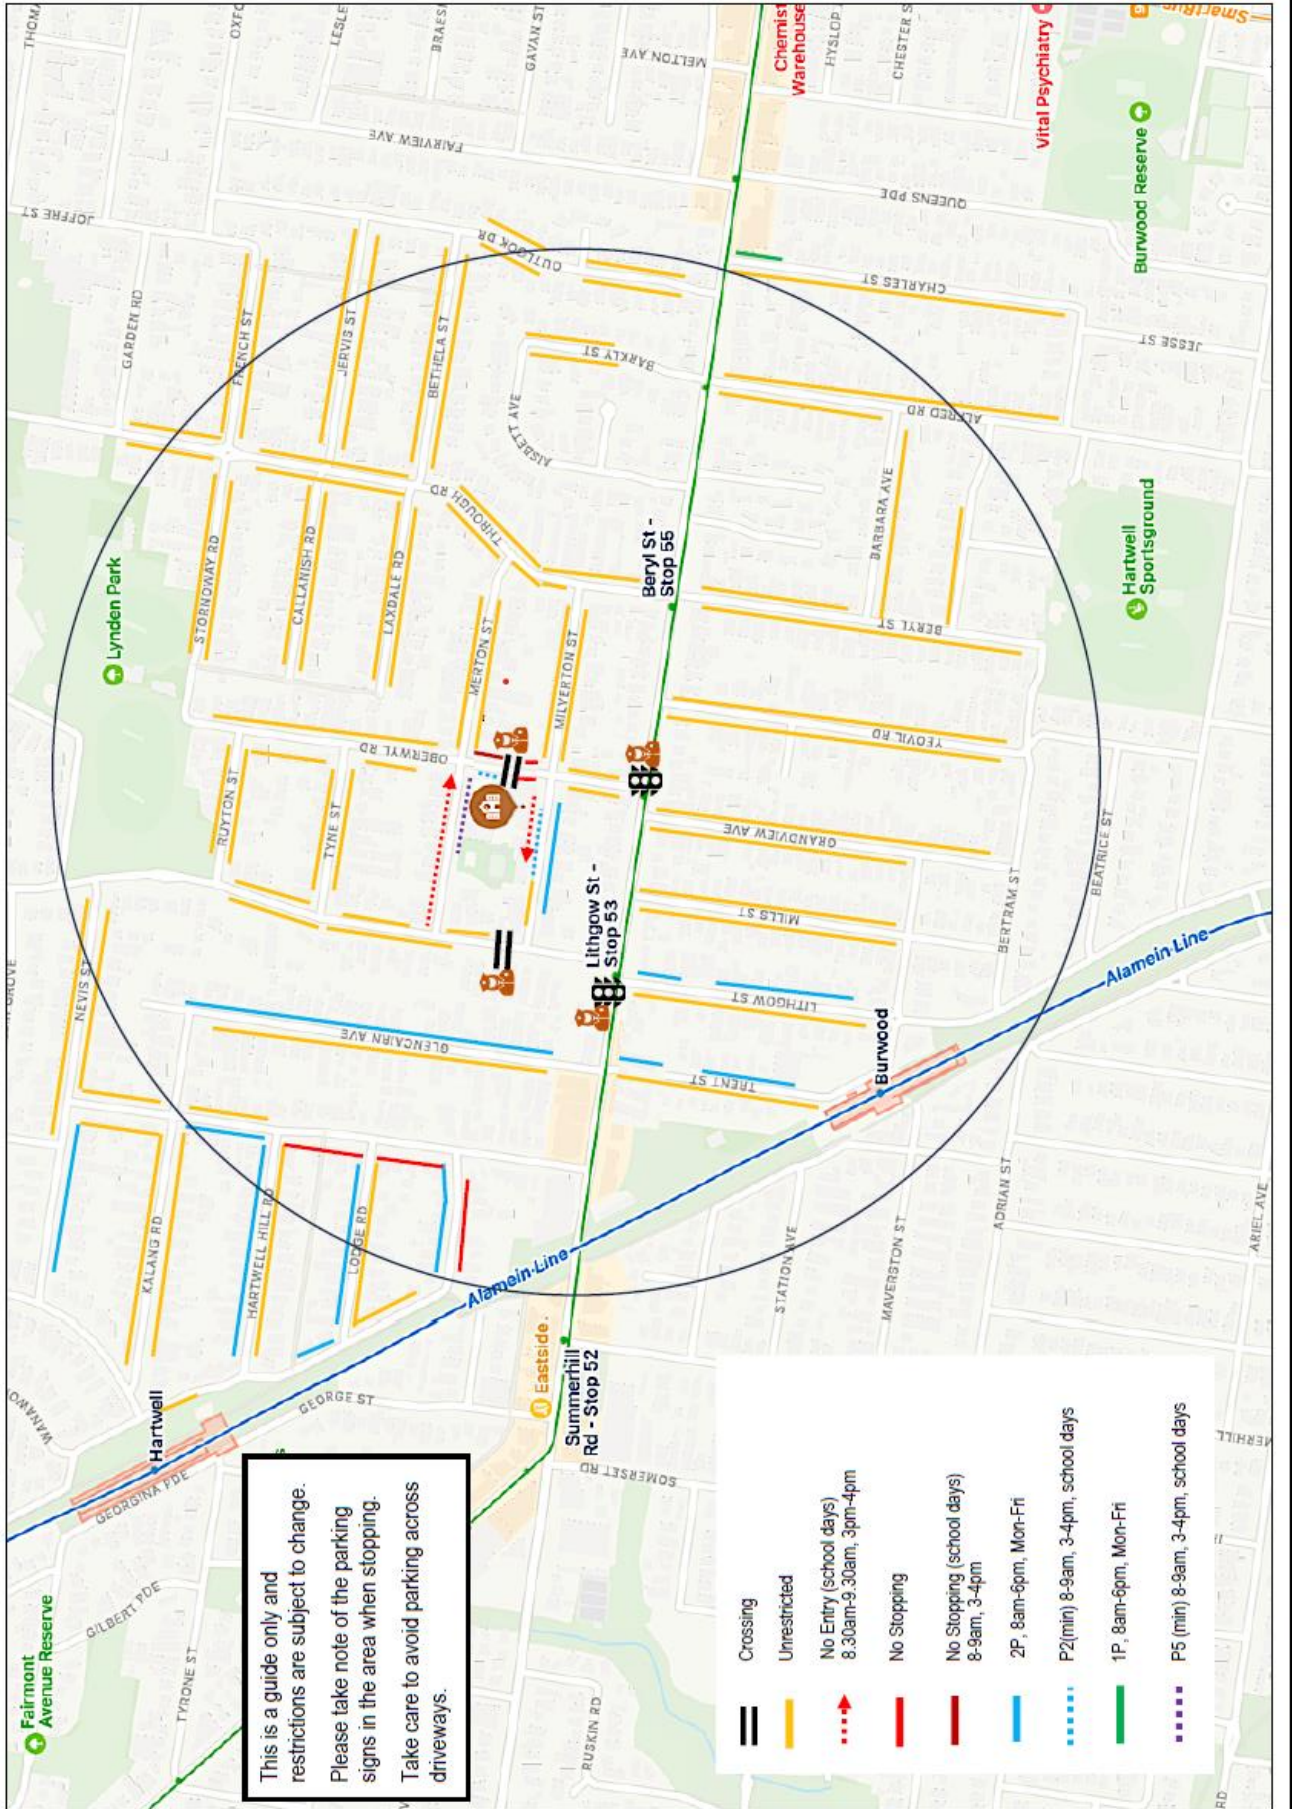 This is a guide only and
restrictions are subject to change.
Please take note of the parking
signs in the area when stopping.
Take care to avoid parking across
driveways.
Crossing
Unrestricted
No Entry (school days)
8.30am-9.30am, 3pm-4pm
No Stopping
No Stopping (school days)
8-9am, 3-4pm
2P, 8am-6pm, Mon-Fri
P2(min) 8-9am, 3-4pm, school days
1P, 8am-6pm, Mon-Fri
P5 (min) 8-9am, 3-4pm, school days
Fairmont
Avenue Reserve
GILBERT PDE
TYRONE ST
GEORGINA PDE
Hartwell
GEORGE ST
KALANG RD
HARTWELL HILL RD
LODGE RD
NEVIS ST
Alamein Line
Eastside
Summerhill
Rd - Stop 52
SOMERSET RD
RUSKIN RD
STATION AVE
MAVERSTON ST
ADRIAN ST
ARIEL AVE
Burwood
Alamein Line
TRENT ST
LITHGOW ST
GLENCAIRN AVE
Lithgow St -
Stop 53
MILLS ST
GRANDVIEW AVE
BERTRAM ST
BEATRICE ST
YEOVIL RD
RUYTON ST
TYNE ST
OBERWYL RD
MERTON ST
MILVERTON ST
Lynden Park
STORNOWAY RD
CALLANISH RD
LAXDALE RD
THROUGH RD
Beryl St -
Stop 55
BERYL ST
BARBARA AVE
ALFRED RD
Hartwell
Sportsground
AISBETT AVE
BARKLY ST
GARDEN RD
FRENCH ST
JERVIS ST
BETHELA ST
OUTLOOK DR
CHARLES ST
JESSE ST
JOFFRE ST
FAIRVIEW AVE
QUEENS PDE
Burwood Reserve
MELTON AVE
GAVAN ST
Chemist
Warehouse
Vital Psychiatry
SmartBus